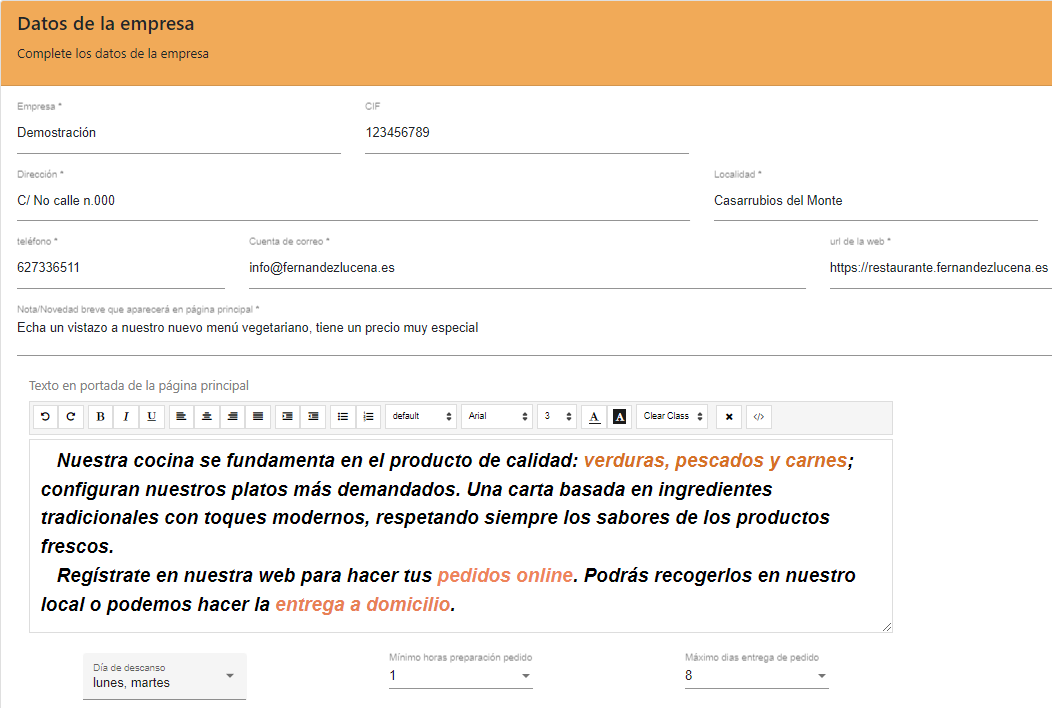 Datos de la empresa
Complete los datos de la empresa
Empresa * CIF
Demostración 123456789
Dirección * Localidad *
C/ No calle n.000 Casarrubios del Monte
teléfono * Cuenta de correo * url de la web *
627336511 info@fernandezlucena.es https://restaurante.fernandezlucena.es
Nota/Novedad breve que aparecerá en página principal *
Echa un vistazo a nuestro nuevo menú vegetariano, tiene un precio muy especial
Texto en portada de la página principal
B I U default Arial 3 A A Clear Class </>
Nuestra cocina se fundamenta en el producto de calidad: verduras, pescados y carnes;
configuran nuestros platos más demandados. Una carta basada en ingredientes
tradicionales con toques modernos, respetando siempre los sabores de los productos
frescos.
Regístrate en nuestra web para hacer tus pedidos online. Podrás recogerlos en nuestro
local o podemos hacer la entrega a domicilio.
Día de descanso Mínimo horas preparación pedido Máximo dias entrega de pedido
lunes, martes 1 8